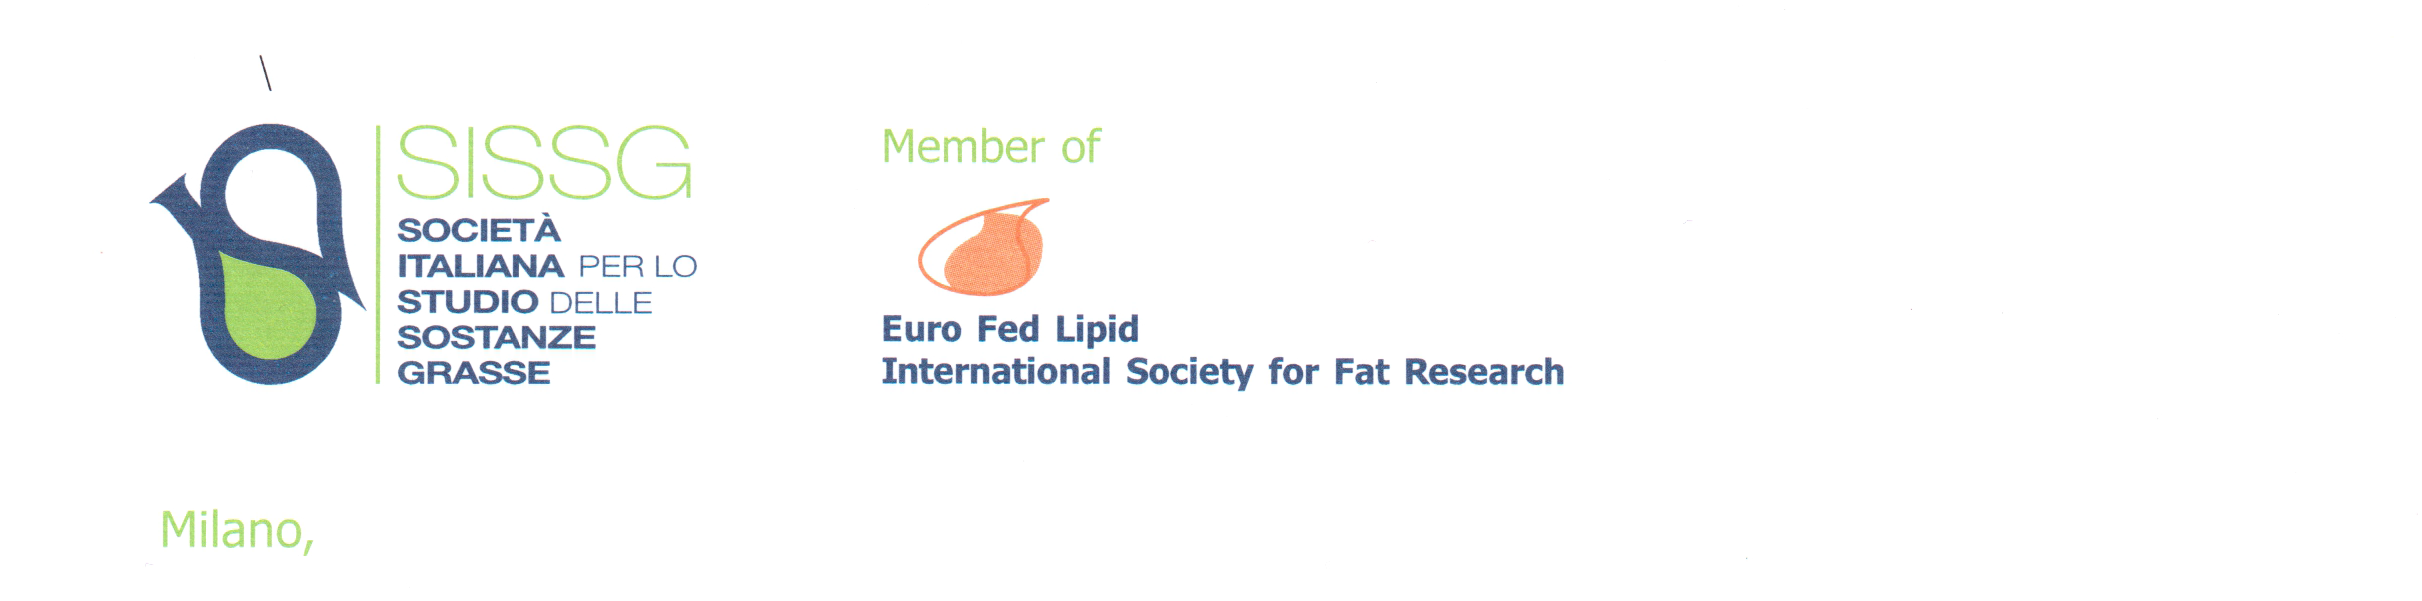 SISSG
SOCIETÀ
ITALIANA PER LO
STUDIO DELLE
SOSTANZE
GRASSE
Member of
Euro Fed Lipid
International Society for Fat Research
Milano,